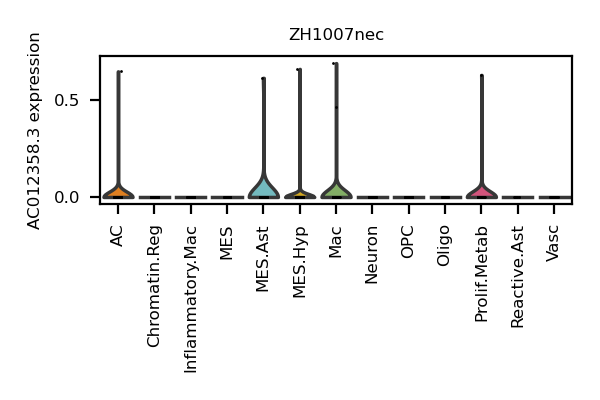 ZH1007nec
AC012358.3 expression
0.5
0.0
AC
Chromatin.Reg
Inflammatory.Mac
MES
MES.Ast
MES.Hyp
Mac
Neuron
OPC
Oligo
Prolif.Metab
Reactive.Ast
Vasc